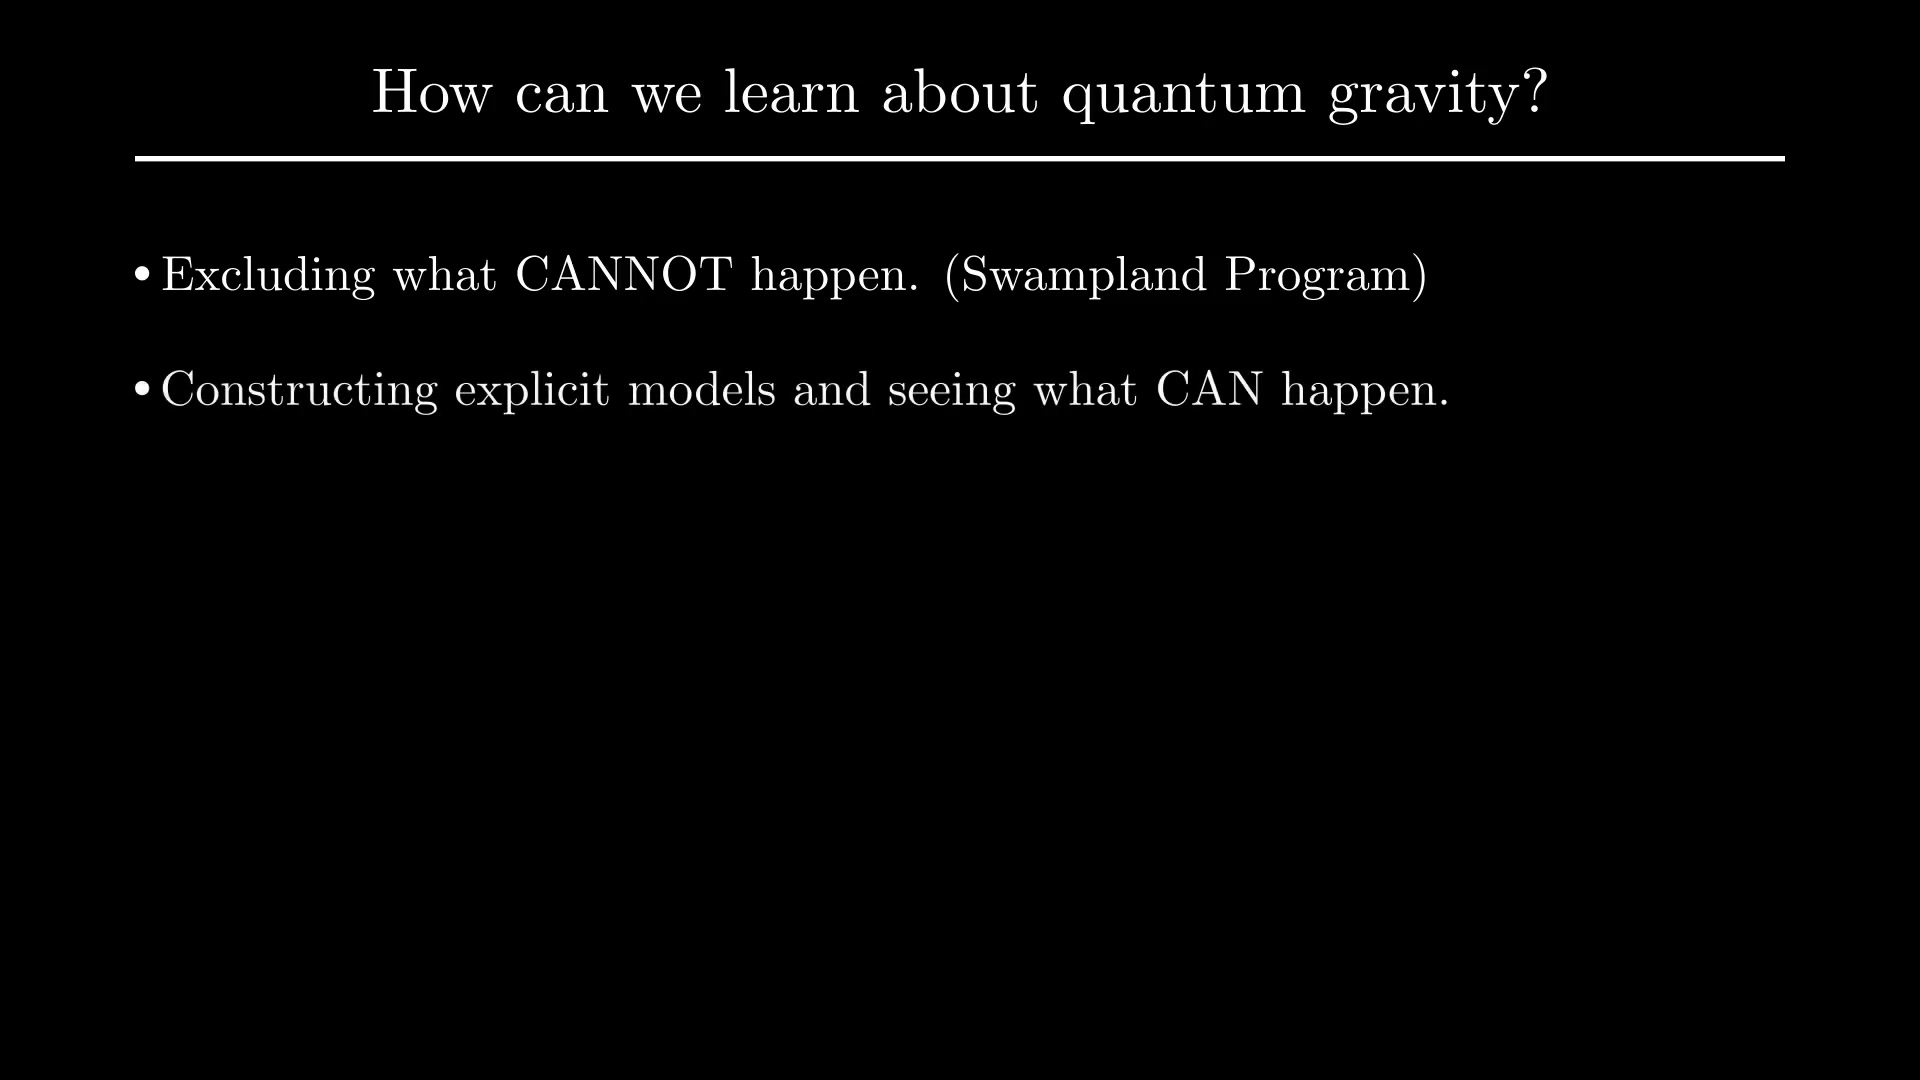 How can we learn about quantum gravity?
• Excluding what CANNOT happen. (Swampland Program)
• Constructing explicit models and seeing what CAN happen.